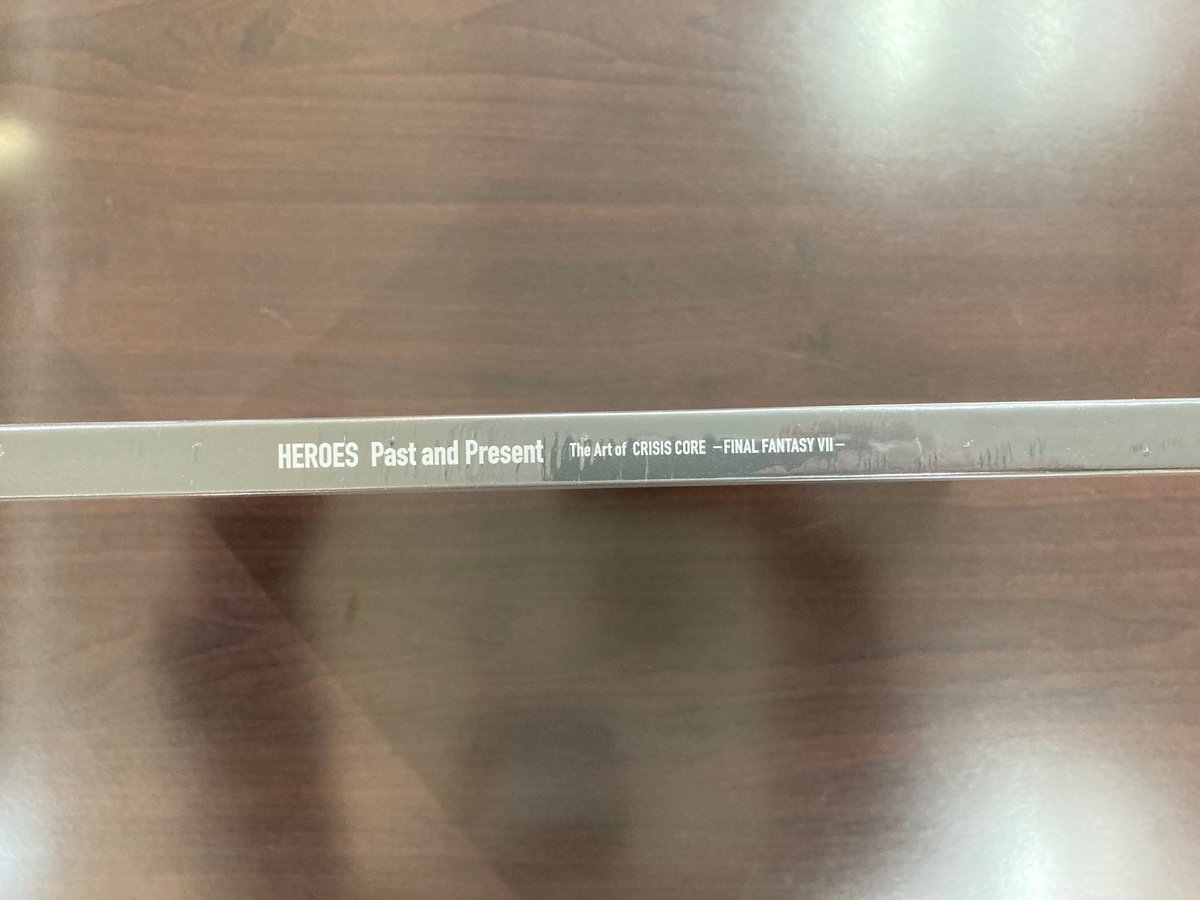 HEROES Past and Present The Art of CRISIS CORE －FINAL FANTASY VII－